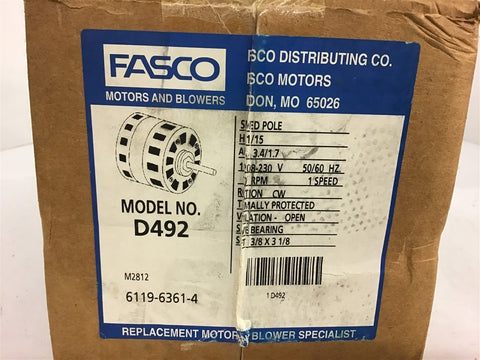 FASCO
MOTORS AND BLOWERS
SCO DISTRIBUTING CO.
SCO MOTORS
DON, MO 65026
MODEL NO.
D492
M2812
6119-6361-4
ED POLE
H 1/15
A 3.4/1.7
08-230 V 50/60 HZ.
RPM 1 SPEED
TION CW
MALLY PROTECTED
LATION - OPEN
E BEARING
3/8 X 3 1/8
1 D492
REPLACEMENT MOTOR BLOWER SPECIALIST